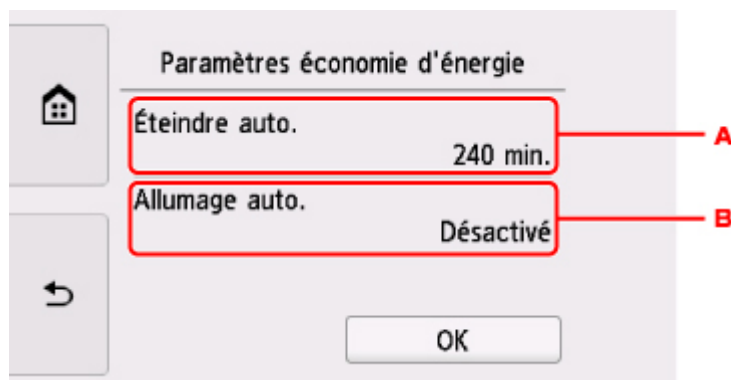 Paramètres économie d'énergie
Éteindre auto.
240 min.
A
Allumage auto.
Désactivé
B
OK